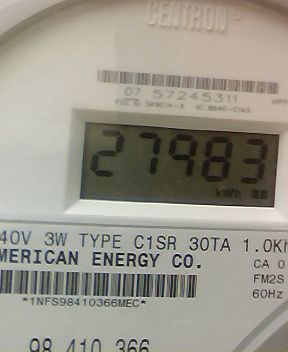 CENTRON®
07 57245311
27983
kWh
40V 3W TYPE C1SR 30TA 1.0Kh
MERICAN ENERGY CO.
CA 0
FM2S
*1NFS98410366MEC*
60Hz
98 410 366